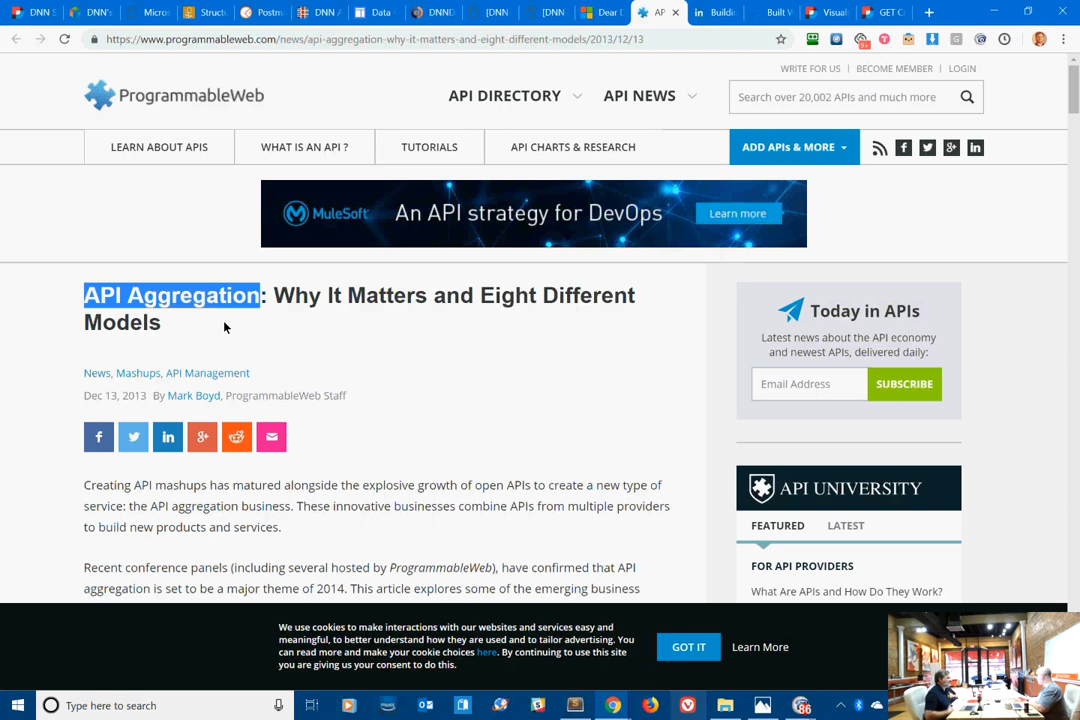 DNN S
DNN's
Micros
Structu
Postm
DNN A
Data -
DNND
[DNN
[DNN
Dear D
AP
Buildin
Built W
Visuali
GET C
https://www.programmableweb.com/news/api-aggregation-why-it-matters-and-eight-different-models/2013/12/13
9+
WRITE FOR US | BECOME MEMBER | LOGIN
ProgrammableWeb
API DIRECTORY
API NEWS
Search over 20,002 APIs and much more
LEARN ABOUT APIS
WHAT IS AN API ?
TUTORIALS
API CHARTS & RESEARCH
ADD APIs & MORE
MuleSoft
An API strategy for DevOps
Learn more
API Aggregation: Why It Matters and Eight Different
Models
News, Mashups, API Management
Dec 13, 2013 By Mark Boyd, ProgrammableWeb Staff
Creating API mashups has matured alongside the explosive growth of open APIs to create a new type of
service: the API aggregation business. These innovative businesses combine APIs from multiple providers
to build new products and services.
Recent conference panels (including several hosted by ProgrammableWeb), have confirmed that API
aggregation is set to be a major theme of 2014. This article explores some of the emerging business
Today in APIs
Latest news about the API economy
and newest APIs, delivered daily:
Email Address
SUBSCRIBE
API UNIVERSITY
FEATURED
LATEST
FOR API PROVIDERS
What Are APIs and How Do They Work?
We use cookies to make interactions with our websites and services easy and
meaningful, to better understand how they are used and to tailor advertising. You
can read more and make your cookie choices here. By continuing to use this site
you are giving us your consent to do this.
GOT IT
Learn More
Type here to search
86